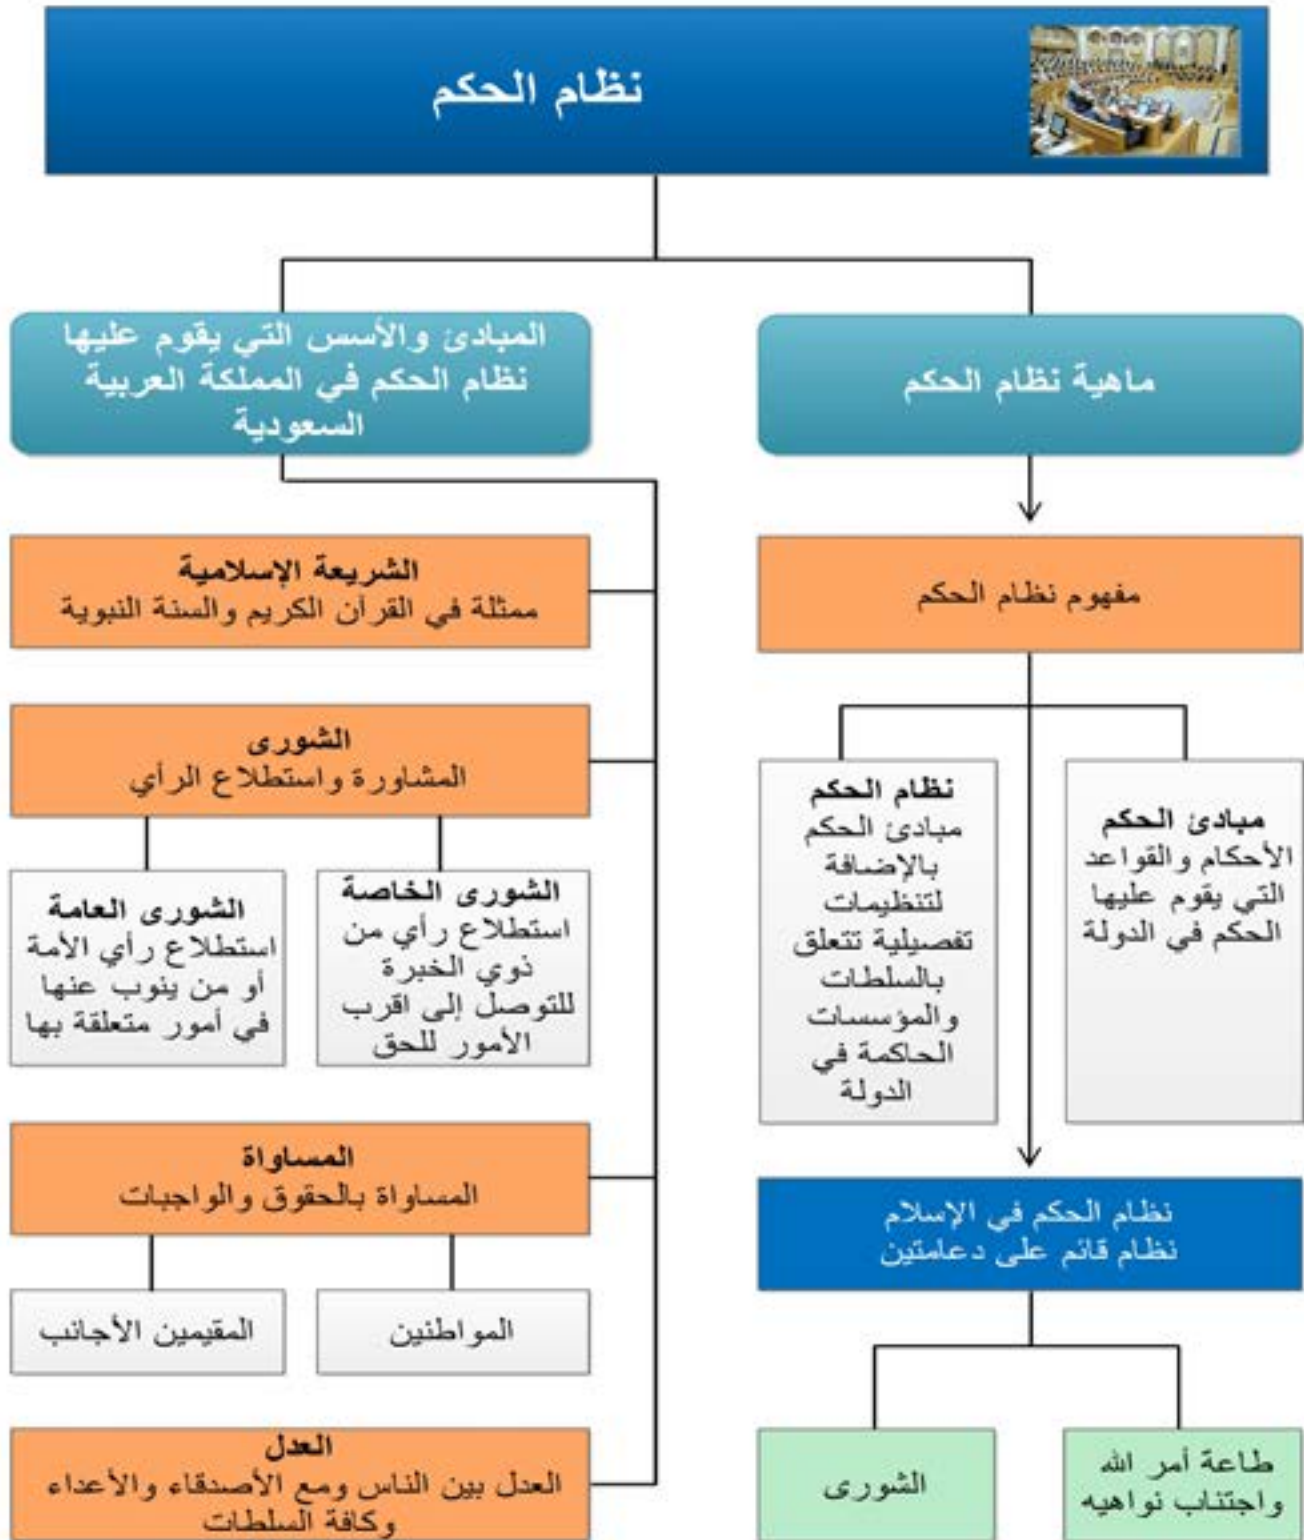 نظام الحكم
ماهية نظام الحكم
مفهوم نظام الحكم
مبادئ الحكم
الأحكام والقواعد
التي يقوم عليها
الحكم في الدولة
نظام الحكم
مبادئ الحكم
بالإضافة
لتنظيمات
تفصيلية تتعلق
بالسلطات
والمؤسسات
الحاكمة في
الدولة
نظام الحكم في الإسلام
نظام قائم على دعامتين
طاعة أمر الله
واجتناب نواهيه
الشورى
المبادئ والأسس التي يقوم عليها
نظام الحكم في المملكة العربية
السعودية
الشريعة الإسلامية
ممثلة في القرآن الكريم والسنة النبوية
الشورى
المشاورة واستطلاع الرأي
الشورى الخاصة
استطلاع رأي من
ذوي الخبرة
للتوصل إلى اقرب
الأمور للحق
الشورى العامة
استطلاع رأي الأمة
أو من ينوب عنها
في أمور متعلقة بها
المساواة
المساواة بالحقوق والواجبات
المواطنين
المقيمين الأجانب
العدل
العدل بين الناس ومع الأصدقاء والأعداء
وكافة السلطات